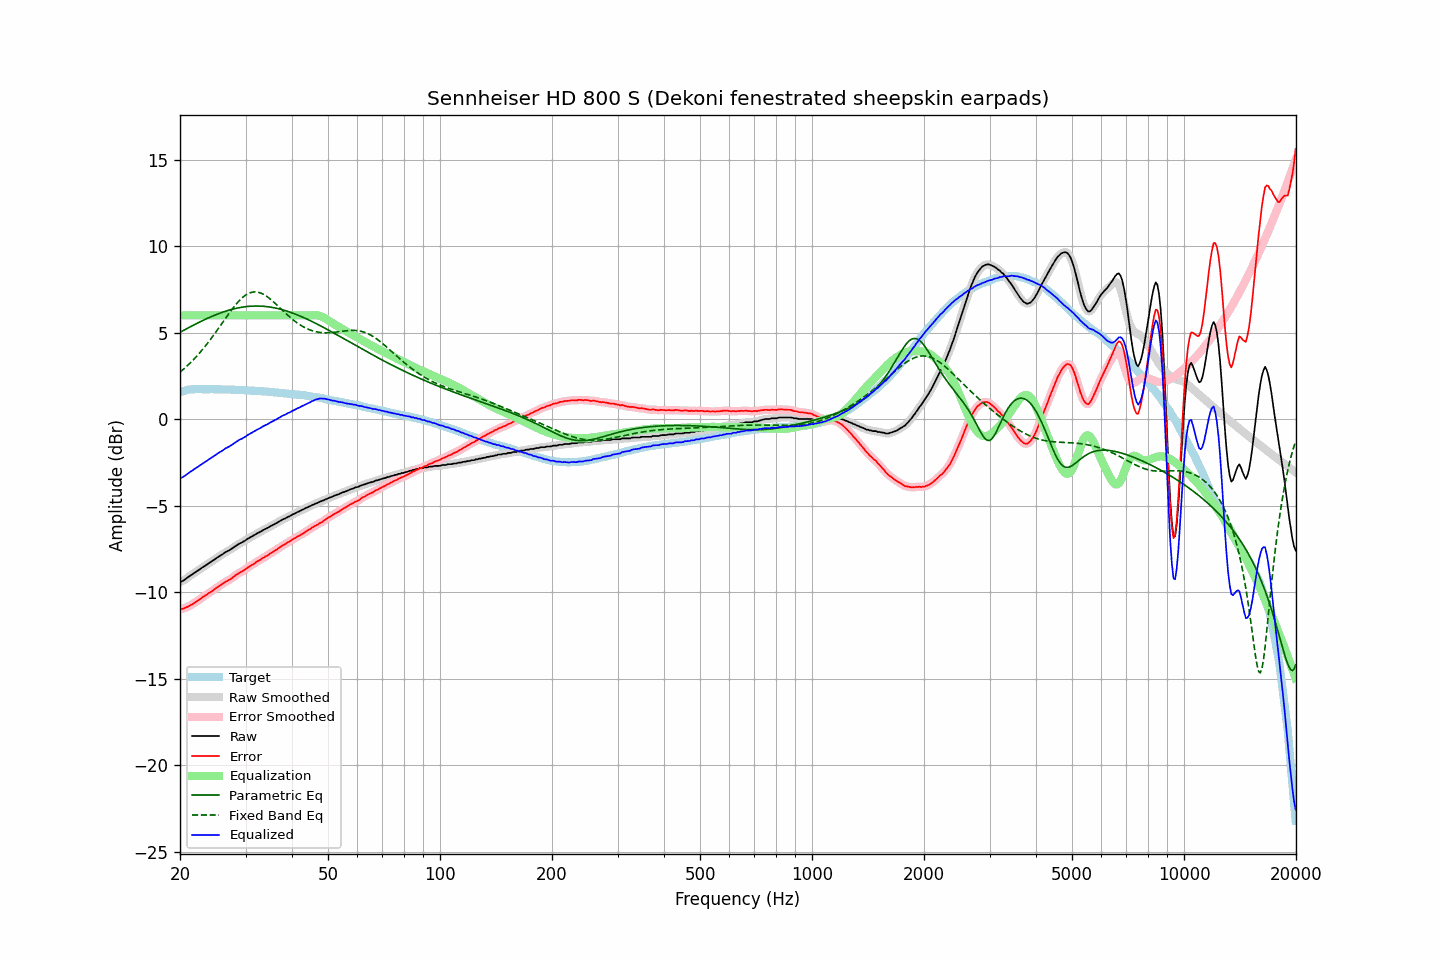 Sennheiser HD 800 S (Dekoni fenestrated sheepskin earpads)
Amplitude (dBr)
15
10
5
0
−5
−10
−15
−20
−25
Target
Raw Smoothed
Error Smoothed
Raw
Error
Equalization
Parametric Eq
Fixed Band Eq
Equalized
20 50 100 200 500 1000 2000 5000 10000 20000
Frequency (Hz)